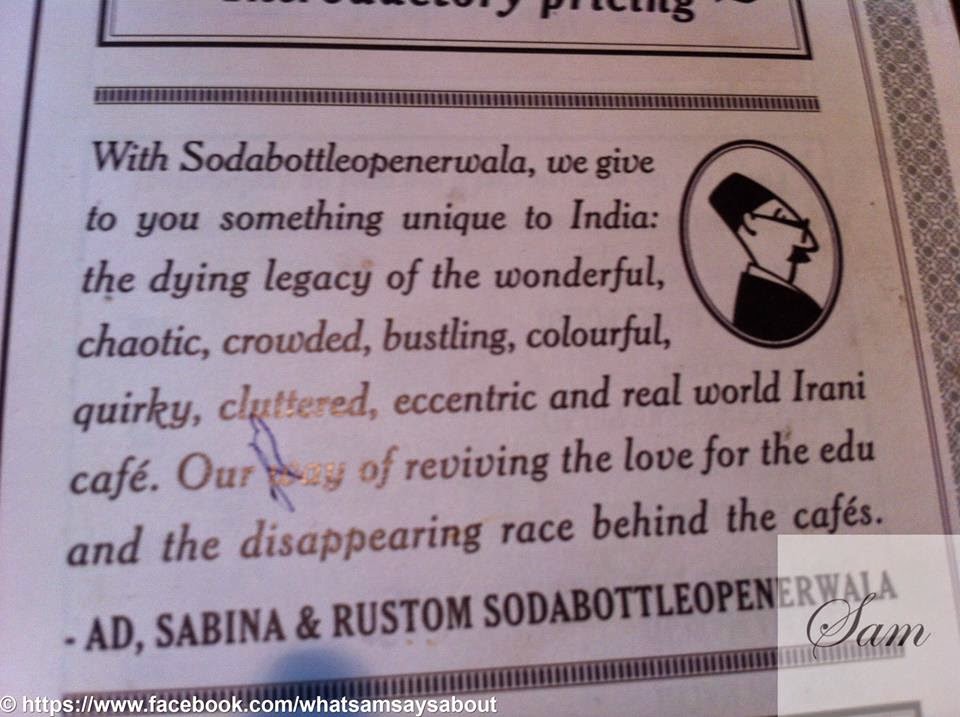 Introductory pricing
With Sodabottleopenerwala, we give
to you something unique to India:
the dying legacy of the wonderful,
chaotic, crowded, bustling, colourful,
quirky, cluttered, eccentric and real world Irani
café. Our way of reviving the love for the edu
and the disappearing race behind the cafés.
- AD, SABINA & RUSTOM SODABOTTLEOPENERWALA
Sam
© https://www.facebook.com/whatsamsaysabout